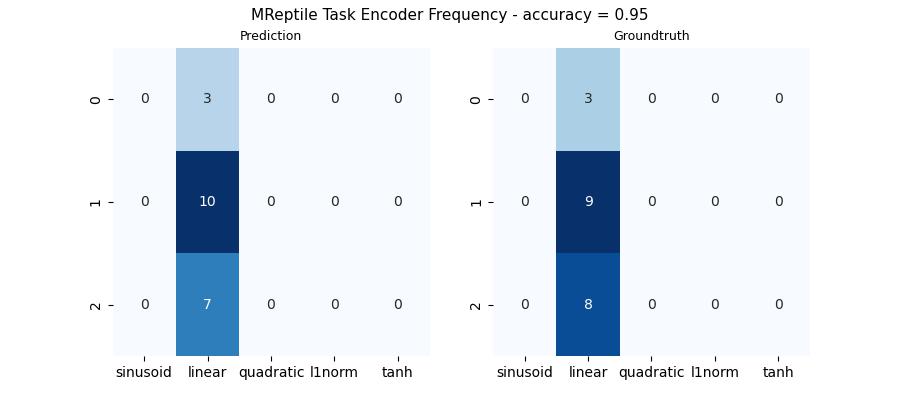 MReptile Task Encoder Frequency - accuracy = 0.95
Prediction Groundtruth
0 0 3 0 0 0 0 0 3 0 0 0
1 0 10 0 0 0 1 0 9 0 0 0
2 0 7 0 0 0 2 0 8 0 0 0
sinusoid linear quadratic l1norm tanh sinusoid linear quadratic l1norm tanh